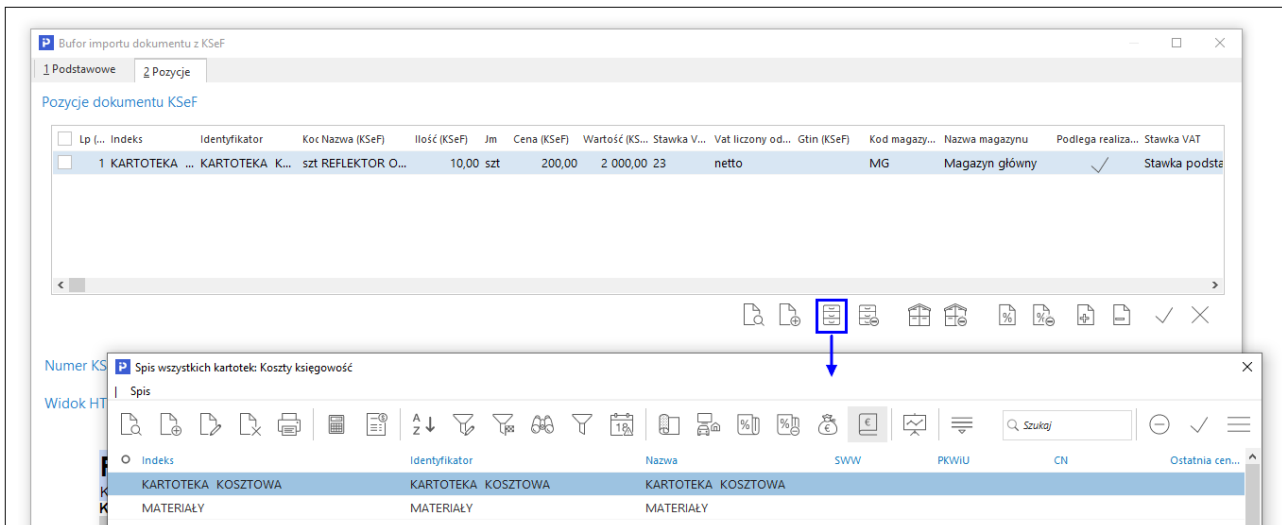 Bufor importu dokumentu z KSeF
1 Podstawowe 2 Pozycje
Pozycje dokumentu KSeF
Lp (... Indeks Identyfikator Koc Nazwa (KSeF) Ilość (KSeF) Jm Cena (KSeF) Wartość (KS... Stawka V... Vat liczony od... Gtin (KSeF) Kod magazy... Nazwa magazynu Podlega realiza... Stawka VAT
1 KARTOTEKA ... KARTOTEKA K... szt REFLEKTOR O... 10,00 szt 200,00 2 000,00 23 netto MG Magazyn główny Stawka podsta
Numer KS
Spis wszystkich kartotek: Koszty księgowość
Spis
Widok HT
Szukaj
Indeks Identyfikator Nazwa SWW PKWiU CN Ostatnia cen...
KARTOTEKA KOSZTOWA KARTOTEKA KOSZTOWA KARTOTEKA KOSZTOWA
MATERIAŁY MATERIAŁY MATERIAŁY